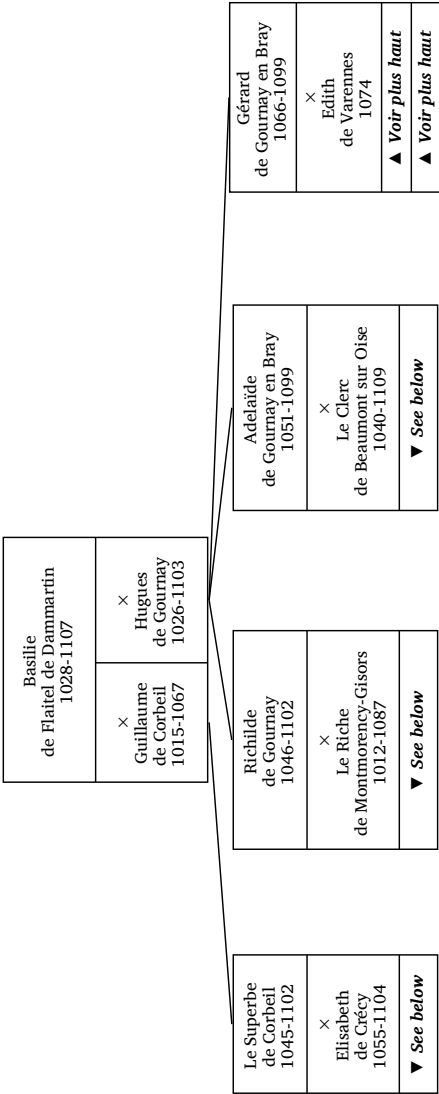 Basilie
de Flaitel de Dammartin
1028-1107
×
Guillaume
de Corbeil
1015-1067
×
Hugues
de Gournay
1026-1103
Le Superbe
de Corbeil
1045-1102
×
Elisabeth
de Crécy
1055-1104
▼ See below
Richilde
de Gournay
1046-1102
×
Le Riche
de Montmorency-Gisors
1012-1087
▼ See below
Adelaïde
de Gournay en Bray
1051-1099
×
Le Clerc
de Beaumont sur Oise
1040-1109
▼ See below
Gérard
de Gournay en Bray
1066-1099
×
Edith
de Varennes
1074
▲ Voir plus haut
▲ Voir plus haut